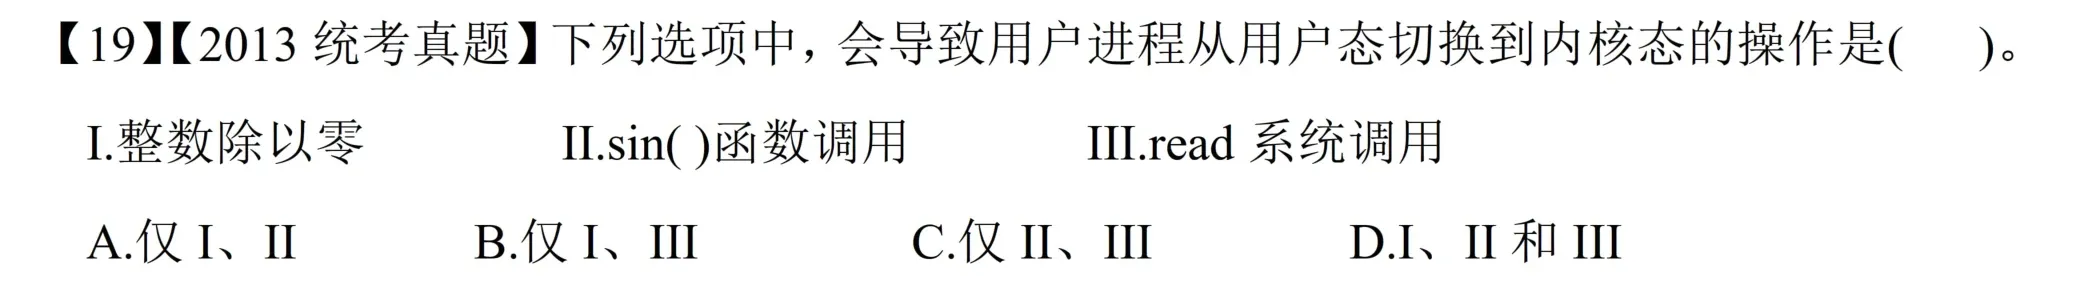 【19】【2013 统考真题】下列选项中，会导致用户进程从用户态切换到内核态的操作是(    )。
I.整数除以零    II.sin( )函数调用    III.read 系统调用
A.仅 I、II    B.仅 I、III    C.仅 II、III    D.I、II 和 III